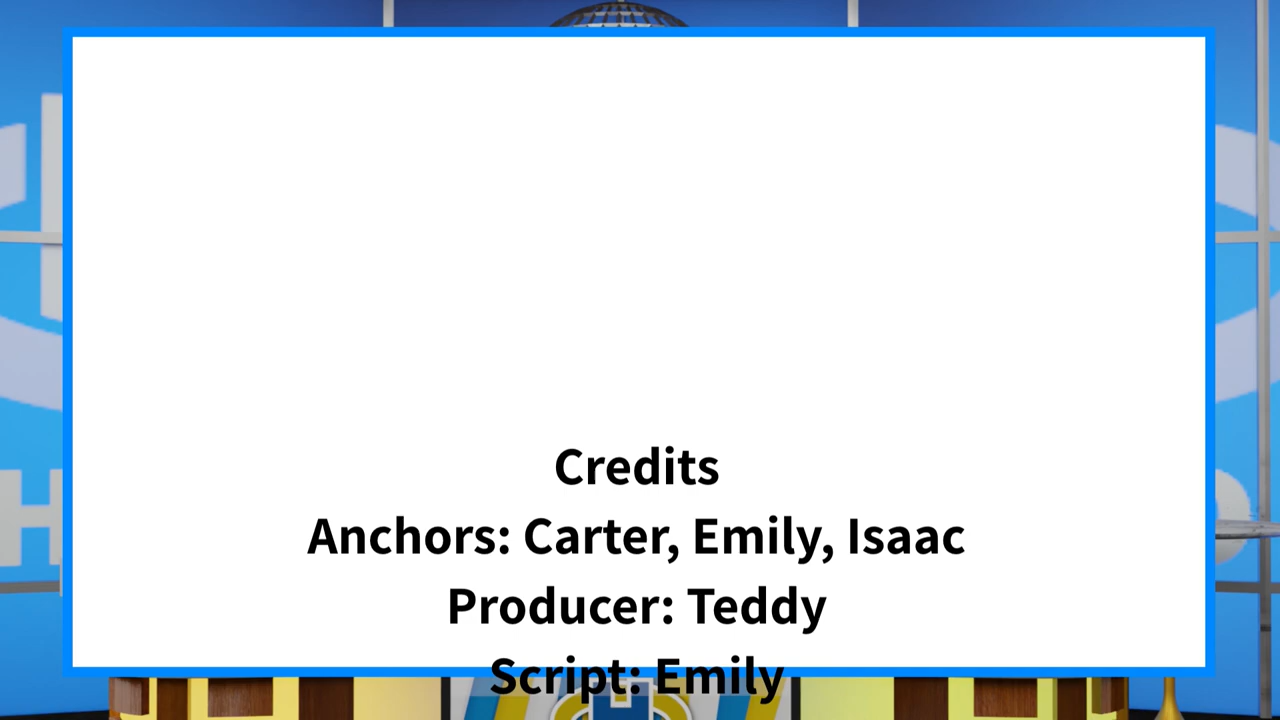 Credits
Anchors: Carter, Emily, Isaac
Producer: Teddy
Script: Emily